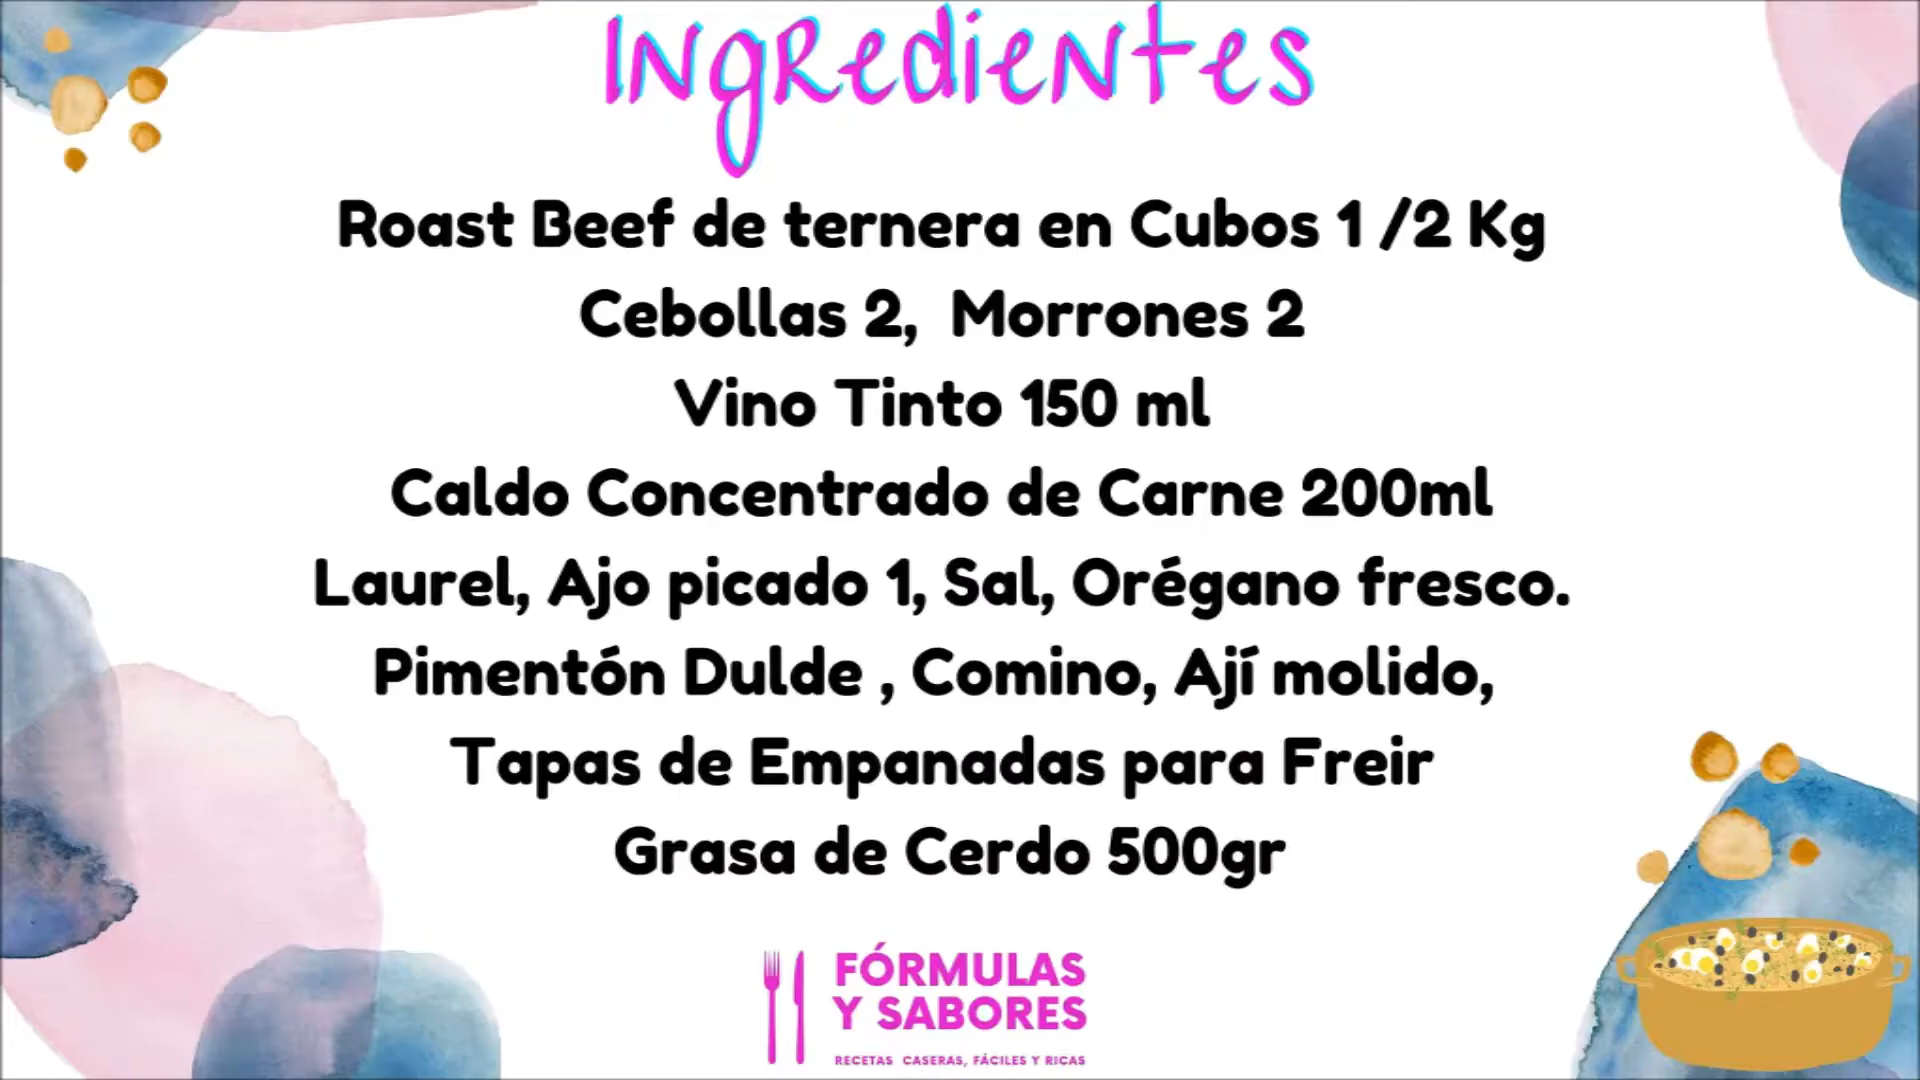 Ingredientes
Roast Beef de ternera en Cubos 1 /2 Kg
Cebollas 2,  Morrones 2
Vino Tinto 150 ml
Caldo Concentrado de Carne 200ml
Laurel, Ajo picado 1, Sal, Orégano fresco.
Pimentón Dulde , Comino, Ají molido,
Tapas de Empanadas para Freir
Grasa de Cerdo 500gr
FÓRMULAS
Y SABORES
RECETAS CASERAS, FÁCILES Y RICAS